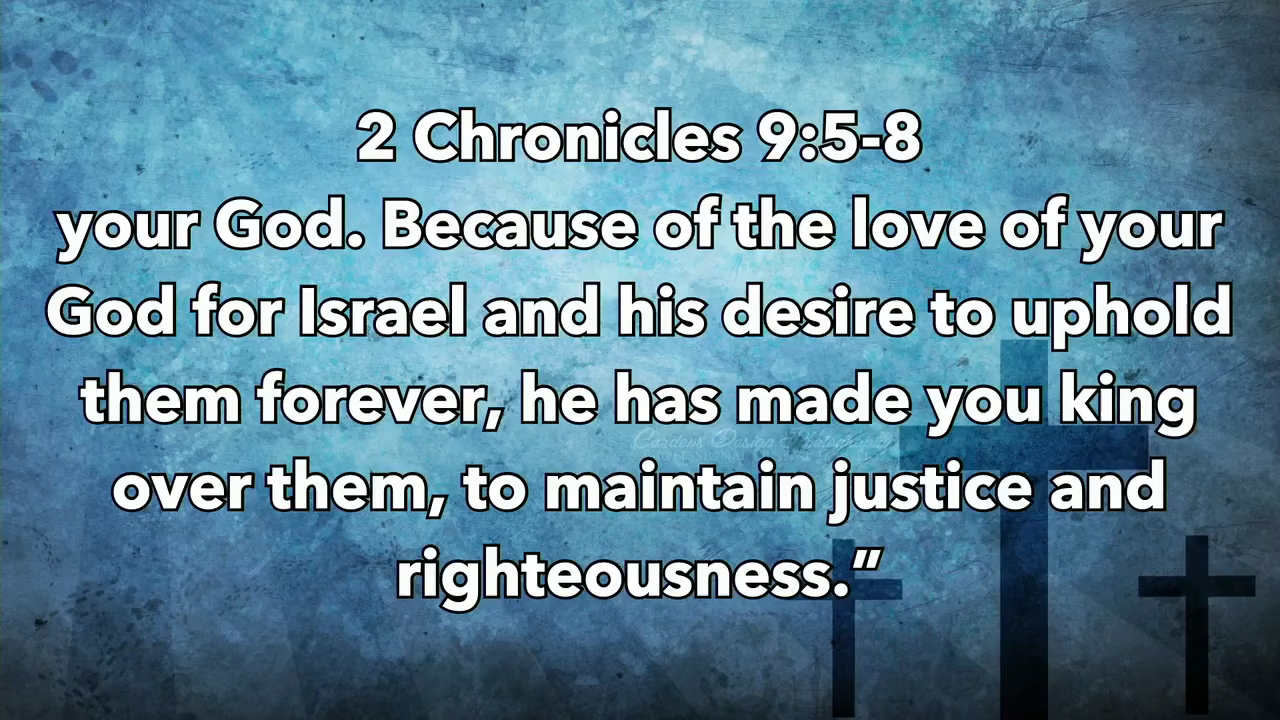 2 Chronicles 9:5-8
your God. Because of the love of your
God for Israel and his desire to uphold
them forever, he has made you king
over them, to maintain justice and
righteousness.”